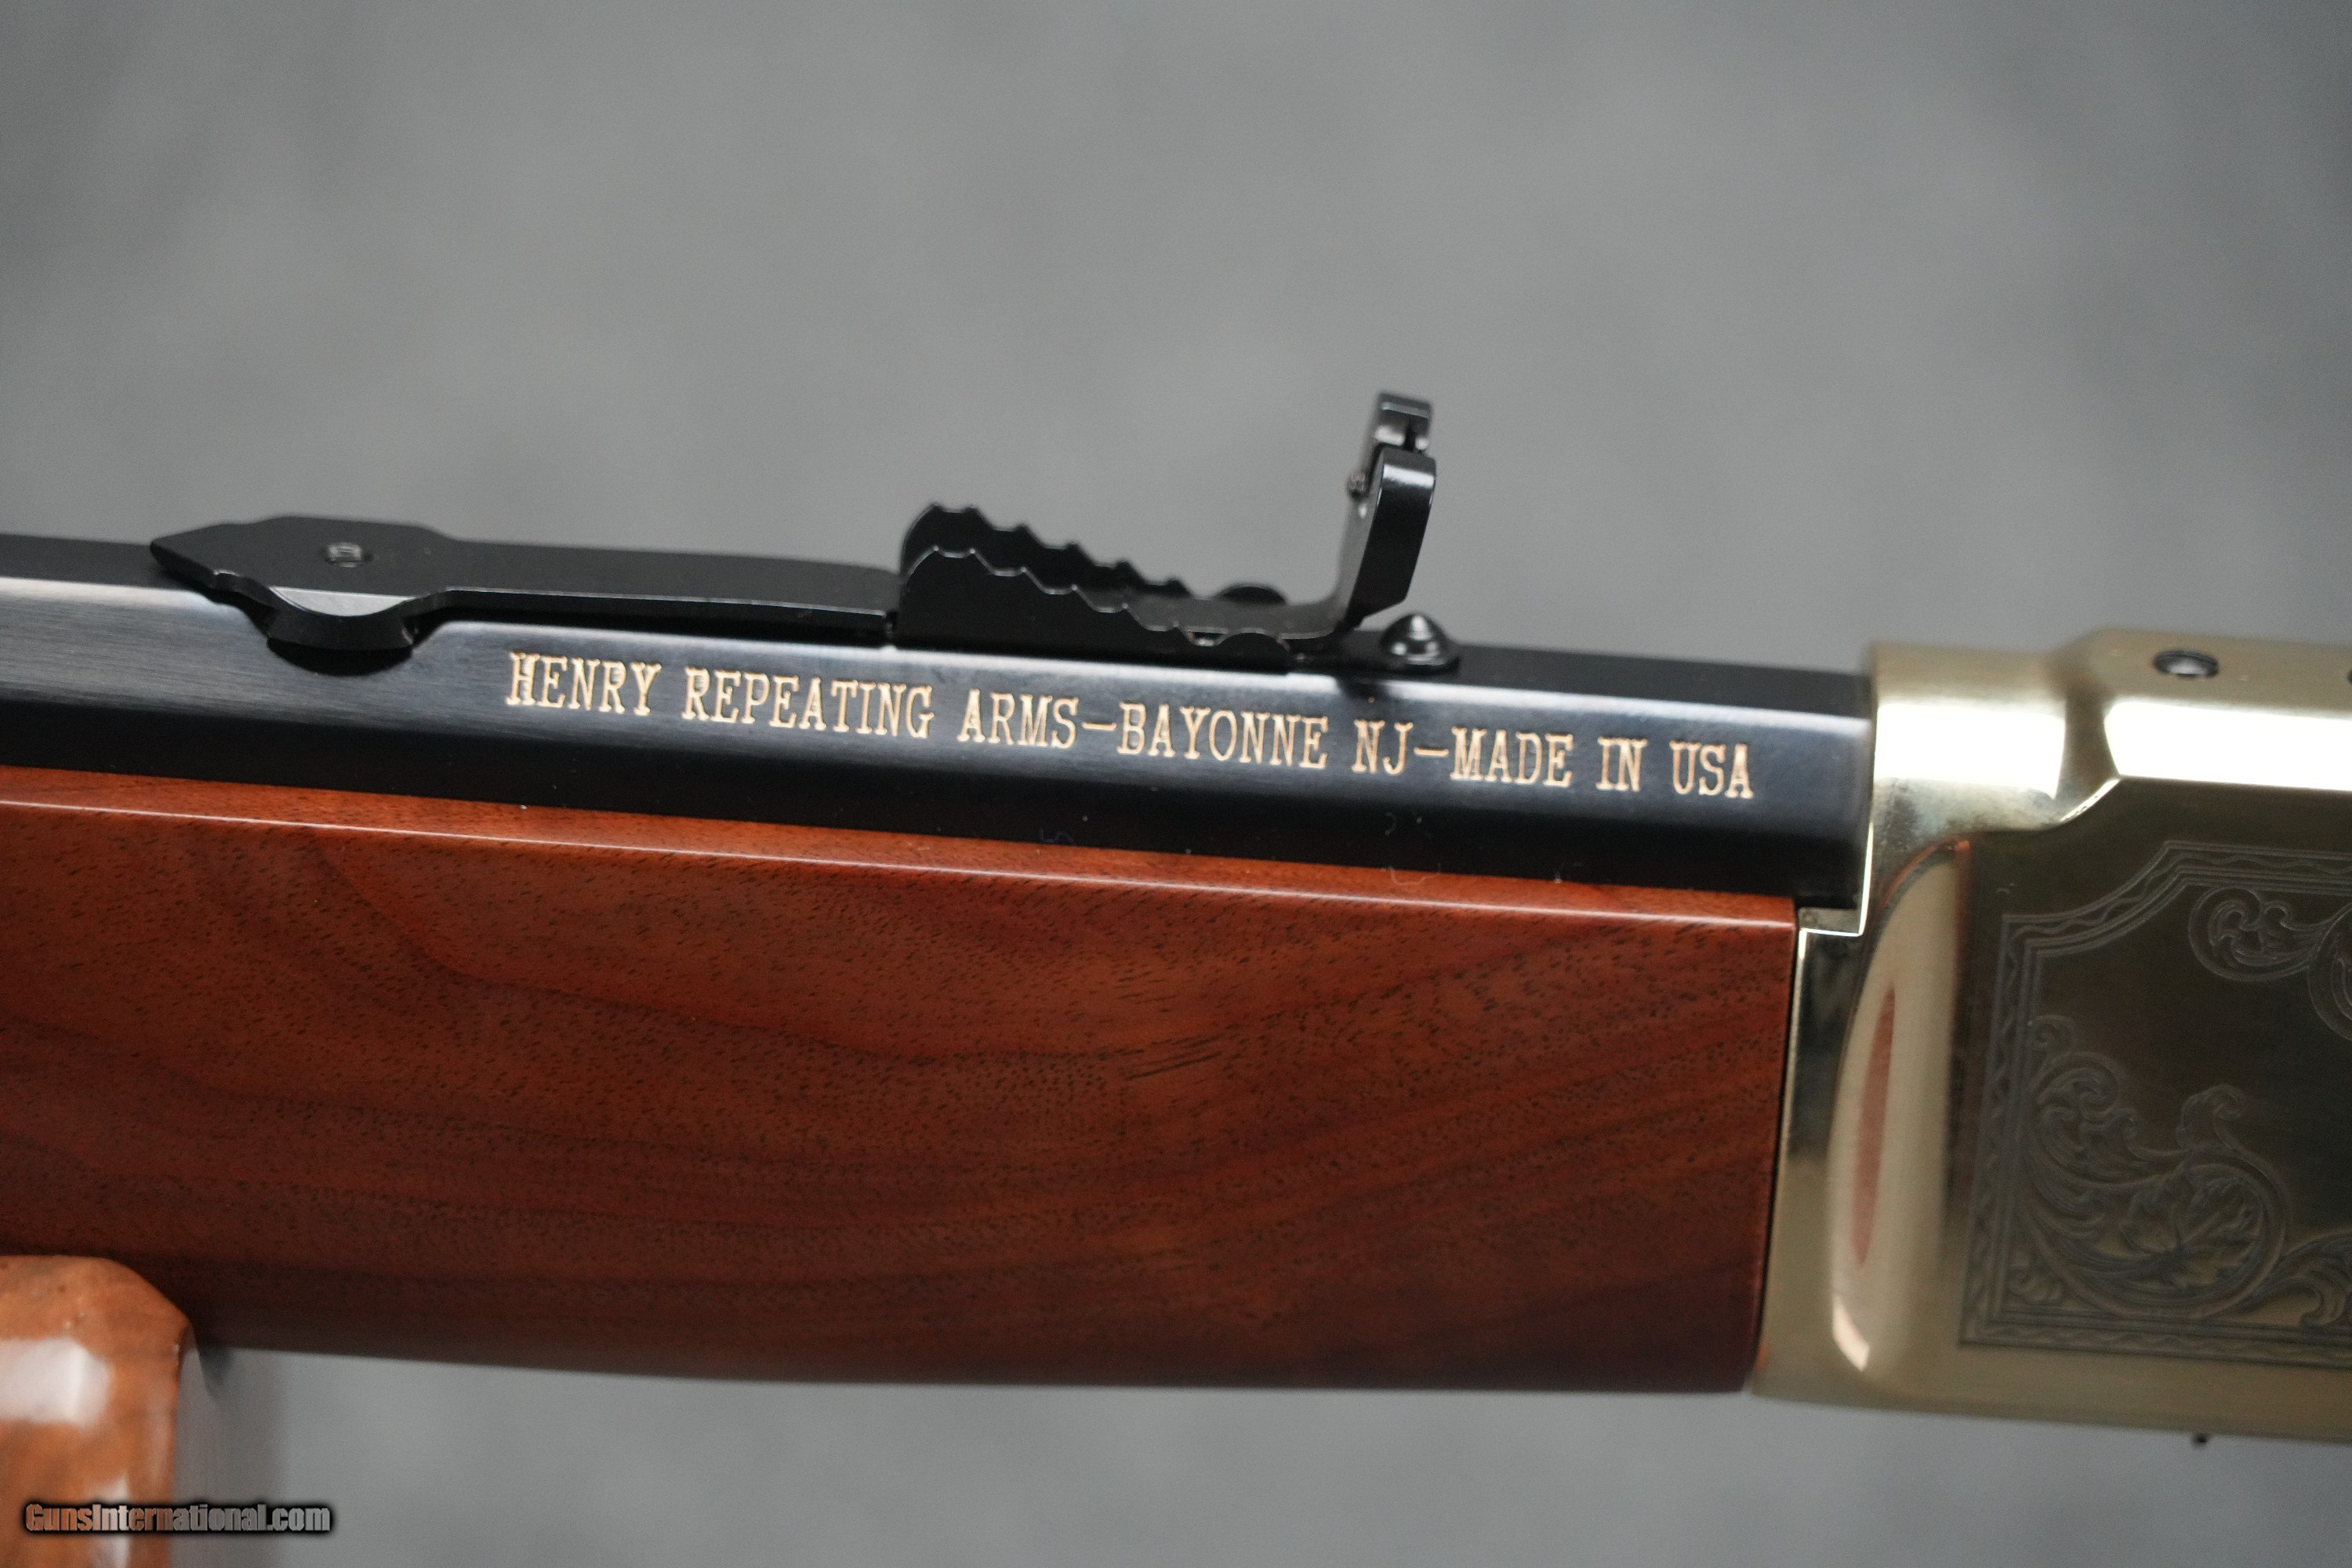 HENRY REPEATING ARMS-BAYONNE NJ-MADE IN USA
GunsInternational.com